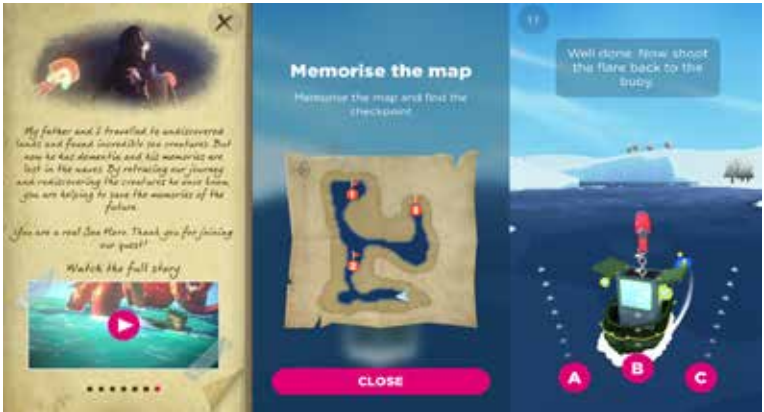 My father and I travelled to undiscovered
lands and found incredible sea creatures. But
now he has dementia and his memories are
lost in the waves. By retracing our journey
and rediscovering the creatures he once knew
you are helping to save the memories of the
future.
You are a real Sea Hero. Thank you for joining
our quest!
Watch the full story
Memorise the map
Memorise the map and find the
checkpoint
1
2
3
CLOSE
Well done. Now shoot
the flare back to the
buoy.
A
B
C